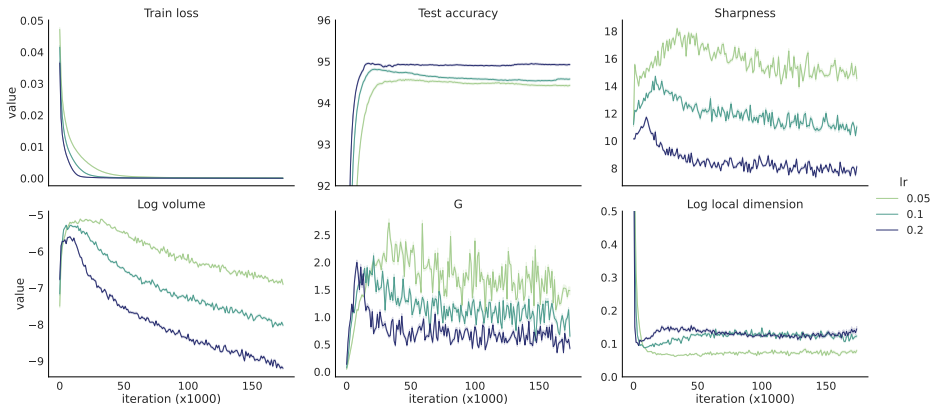 Train loss
0.05
0.04
0.03
0.02
0.01
0.00
value
Test accuracy
96
95
94
93
92
Sharpness
18
16
14
12
10
8
Log volume
−5
−6
−7
−8
−9
value
0 50 100 150
iteration (x1000)
G
2.5
2.0
1.5
1.0
0.5
0.0
0 50 100 150
iteration (x1000)
Log local dimension
0.5
0.4
0.3
0.2
0.1
0.0
0 50 100 150
iteration (x1000)
lr
0.05
0.1
0.2